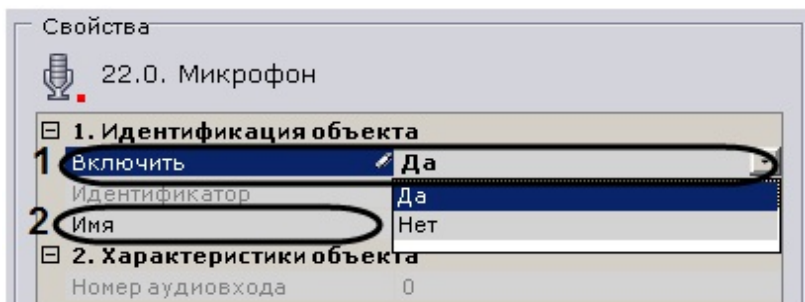 Свойства
22.0. Микрофон
1. Идентификация объекта
1 Включить Да
Идентификатор Да
2 Имя Нет
2. Характеристики объекта
Номер аудиовхода 0